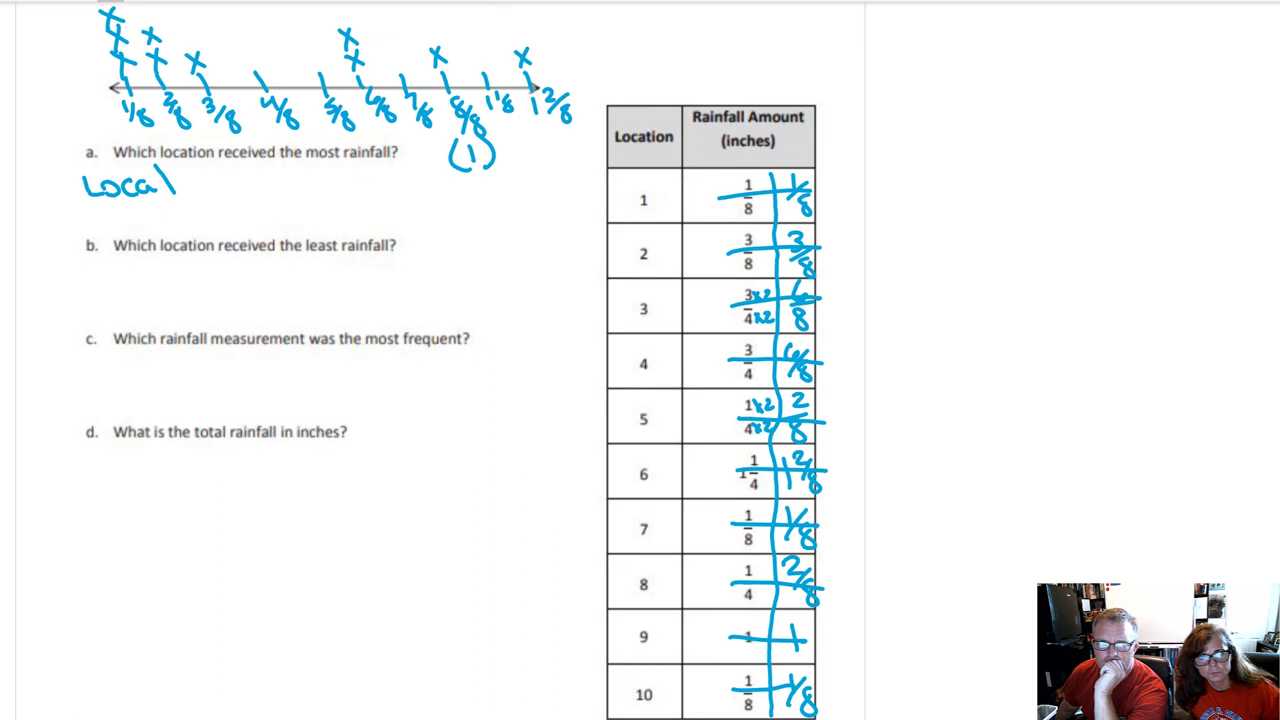 X
X X X
X X X X X X
1/8 2/8 3/8 4/8 5/8 6/8 7/8 8/8 1 1/8 1 2/8
(1)
a. Which location received the most rainfall?
Local
b. Which location received the least rainfall?
c. Which rainfall measurement was the most frequent?
d. What is the total rainfall in inches?
Location Rainfall Amount (inches)
1 1/8 1/8
2 3/8 3/8
3 3x2/4x2 6/8
4 3/4 6/8
5 1x2/4x2 2/8
6 1 1/4 1 2/8
7 1/8 1/8
8 1/4 2/8
9 1 1
10 1/8 1/8